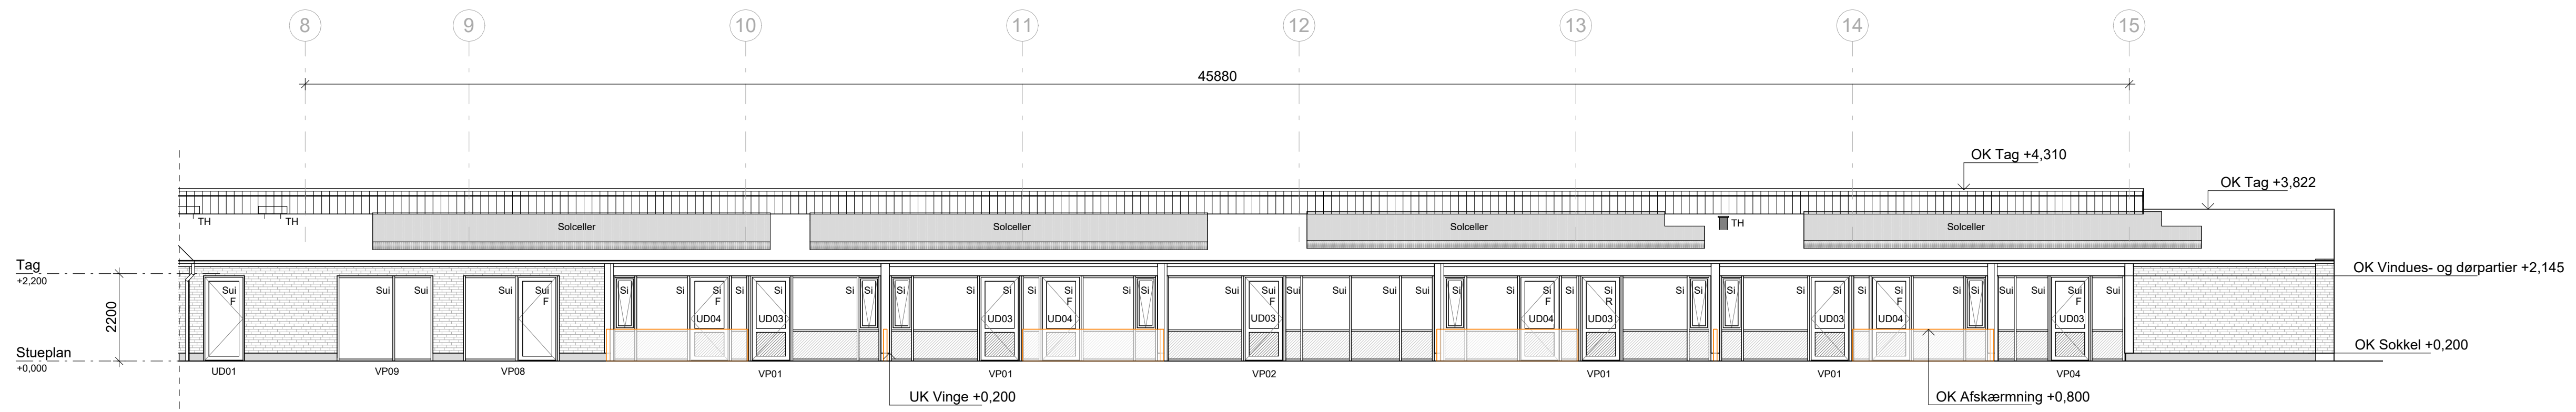 8 9 10 11 12 13 14 15
45880
OK Tag +4,310
OK Tag +3,822
TH TH TH
Solceller Solceller Solceller Solceller
Tag
+2,200
OK Vindues- og dørpartier +2,145
2200
Sui Sui Sui Sui Sui Si Si Si Si Si Si Si Si Si Si Si Si Si Sui Sui Sui Sui Sui Sui Si Si Si Si Si Si Si Si Si Si Si Si Si Si Sui Sui Sui Sui
F F F F F F R F F
UD04 UD03 UD03 UD04 UD03 UD04 UD03 UD03 UD04 UD03
Stueplan
+0,000
OK Sokkel +0,200
UD01 VP09 VP08 VP01 VP01 VP02 VP01 VP01 VP04
UK Vinge +0,200
OK Afskærmning +0,800